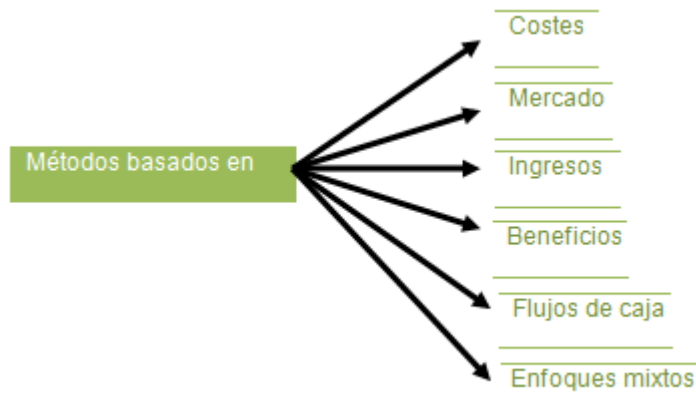 Métodos basados en
Costes
Mercado
Ingresos
Beneficios
Flujos de caja
Enfoques mixtos